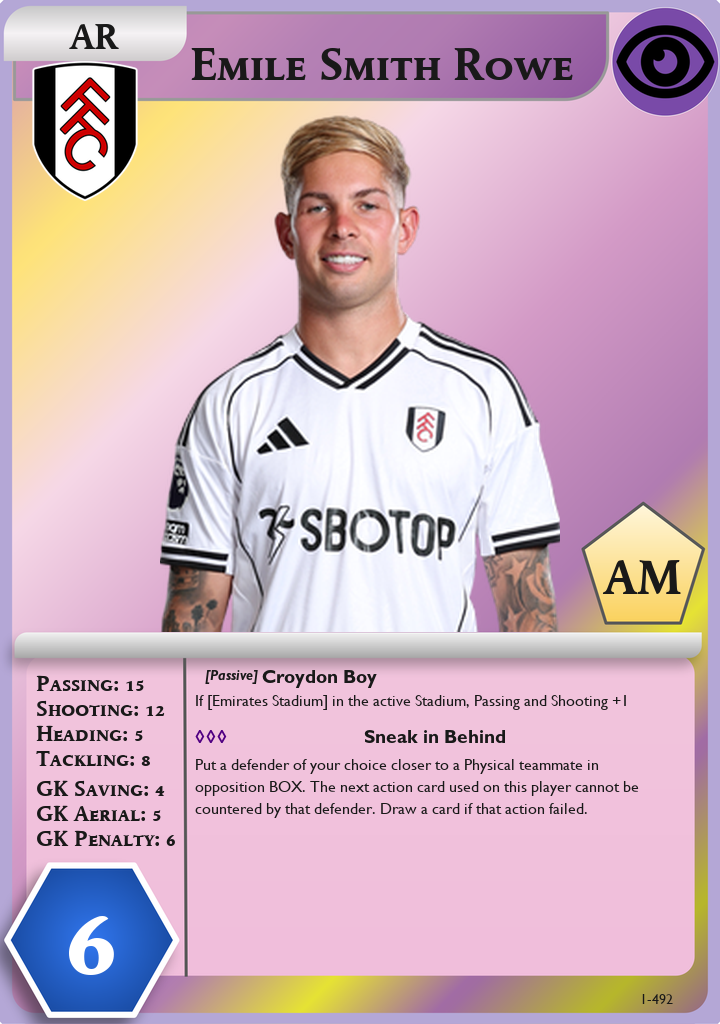 AR
Emile Smith Rowe
FFC
FFC
SBOTOP
AM
Passing: 15
Shooting: 12
Heading: 5
Tackling: 8
GK Saving: 4
GK Aerial: 5
GK Penalty: 6
6
[Passive] Croydon Boy
If [Emirates Stadium] in the active Stadium, Passing and Shooting +1
◊◊◊ Sneak in Behind
Put a defender of your choice closer to a Physical teammate in
opposition BOX. The next action card used on this player cannot be
countered by that defender. Draw a card if that action failed.
1-492